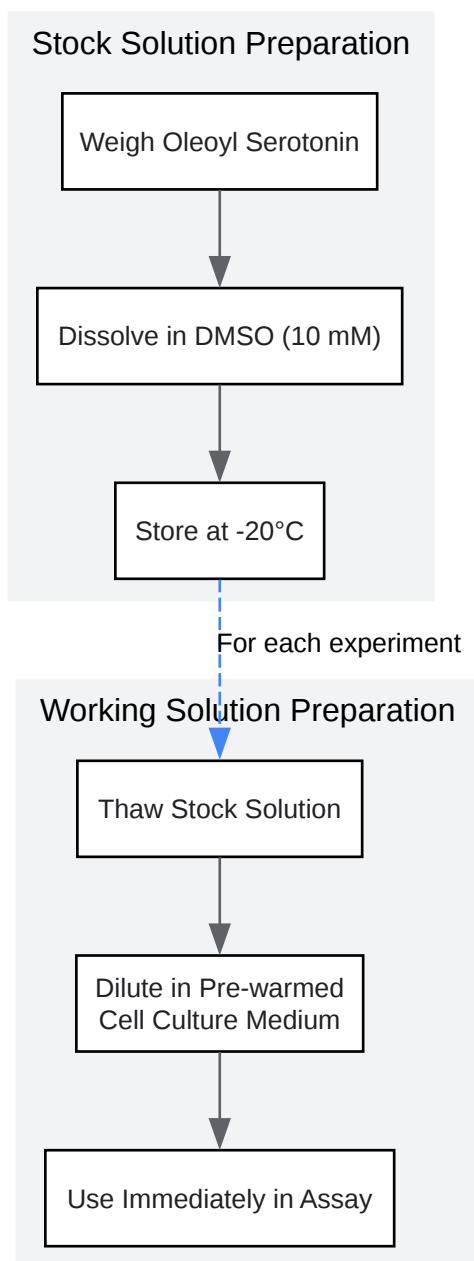 Stock Solution Preparation
Weigh Oleoyl Serotonin
Dissolve in DMSO (10 mM)
Store at -20°C
For each experiment
Working Solution Preparation
Thaw Stock Solution
Dilute in Pre-warmed
Cell Culture Medium
Use Immediately in Assay